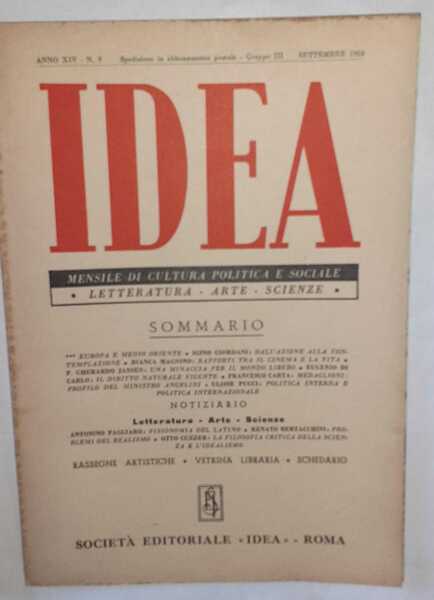 ANNO XIV - N. 9 Spedizione in abbonamento postale - Gruppo III SETTEMBRE 1958
IDEA
MENSILE DI CULTURA POLITICA E SOCIALE
• LETTERATURA - ARTE - SCIENZE •
SOMMARIO
*** EUROPA E MEDIO ORIENTE • IGINO GIORDANI: DALL'AZIONE ALLA CON-
TEMPLAZIONE • BIANCA MAGNINO: RAPPORTI TRA IL CINEMA E LA VITA •
P. GHERARDO JANSEN: UNA MINACCIA PER IL MONDO LIBERO • EUGENIO DI
CARLO: IL DIRITTO NATURALE VIGENTE • FRANCESCO CARTA: MEDAGLIONI:
PROFILO DEL MINISTRO ANGELINI • ULISSE PUCCI: POLITICA INTERNA E
POLITICA INTERNAZIONALE
NOTIZIARIO
Letteratura - Arte - Scienze
ANTONINO PAGLIARO: FISIONOMIA DEL LATINO • RENATO BERTACCHINI: PRO-
BLEMI DEL REALISMO • OTTO CUZZER: LA FILOSOFIA CRITICA DELLA SCIEN-
ZA E L'IDEALISMO
RASSEGNE ARTISTICHE • VETRINA LIBRARIA • SCHEDARIO
SOCIETÀ EDITORIALE «IDEA» - ROMA